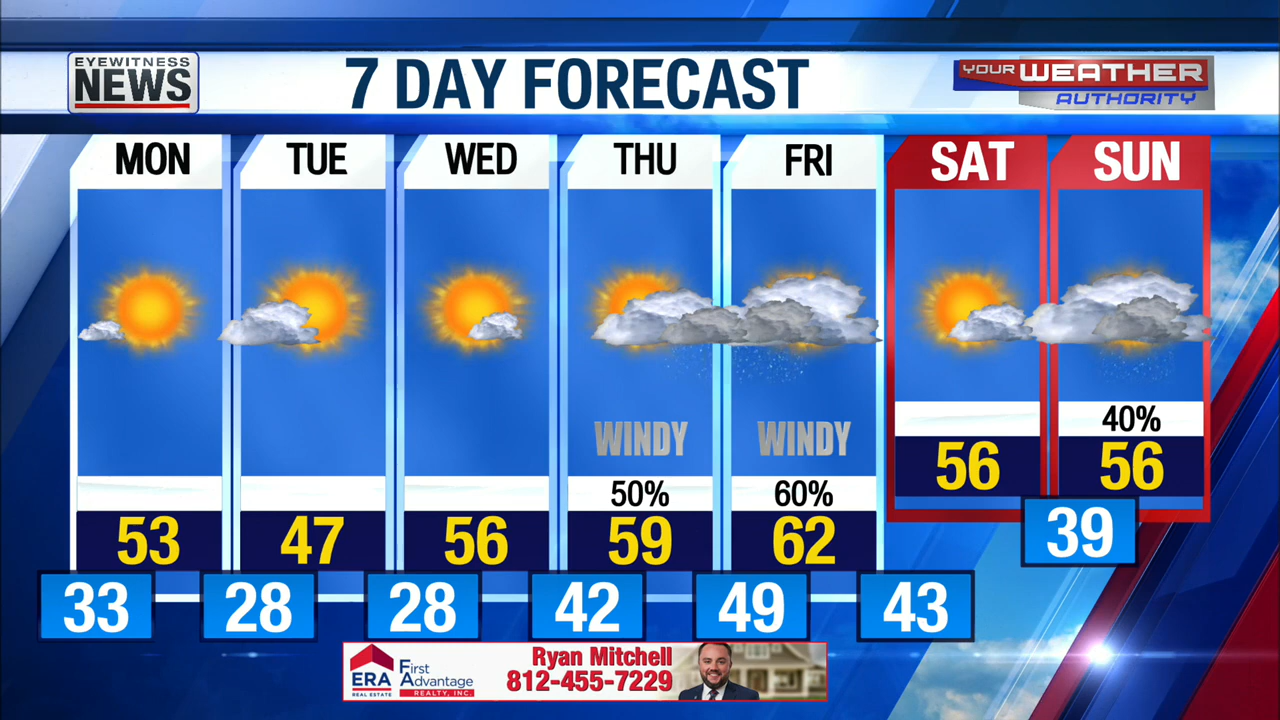 EYEWITNESS
NEWS
7 DAY FORECAST
YOUR WEATHER
AUTHORITY
MON TUE WED THU FRI SAT SUN
WINDY WINDY
40%
56 56
50% 60%
53 47 56 59 62
39
33 28 28 42 49 43
ERA
REAL ESTATE
First
Advantage
REALTY, INC.
Ryan Mitchell
812-455-7229